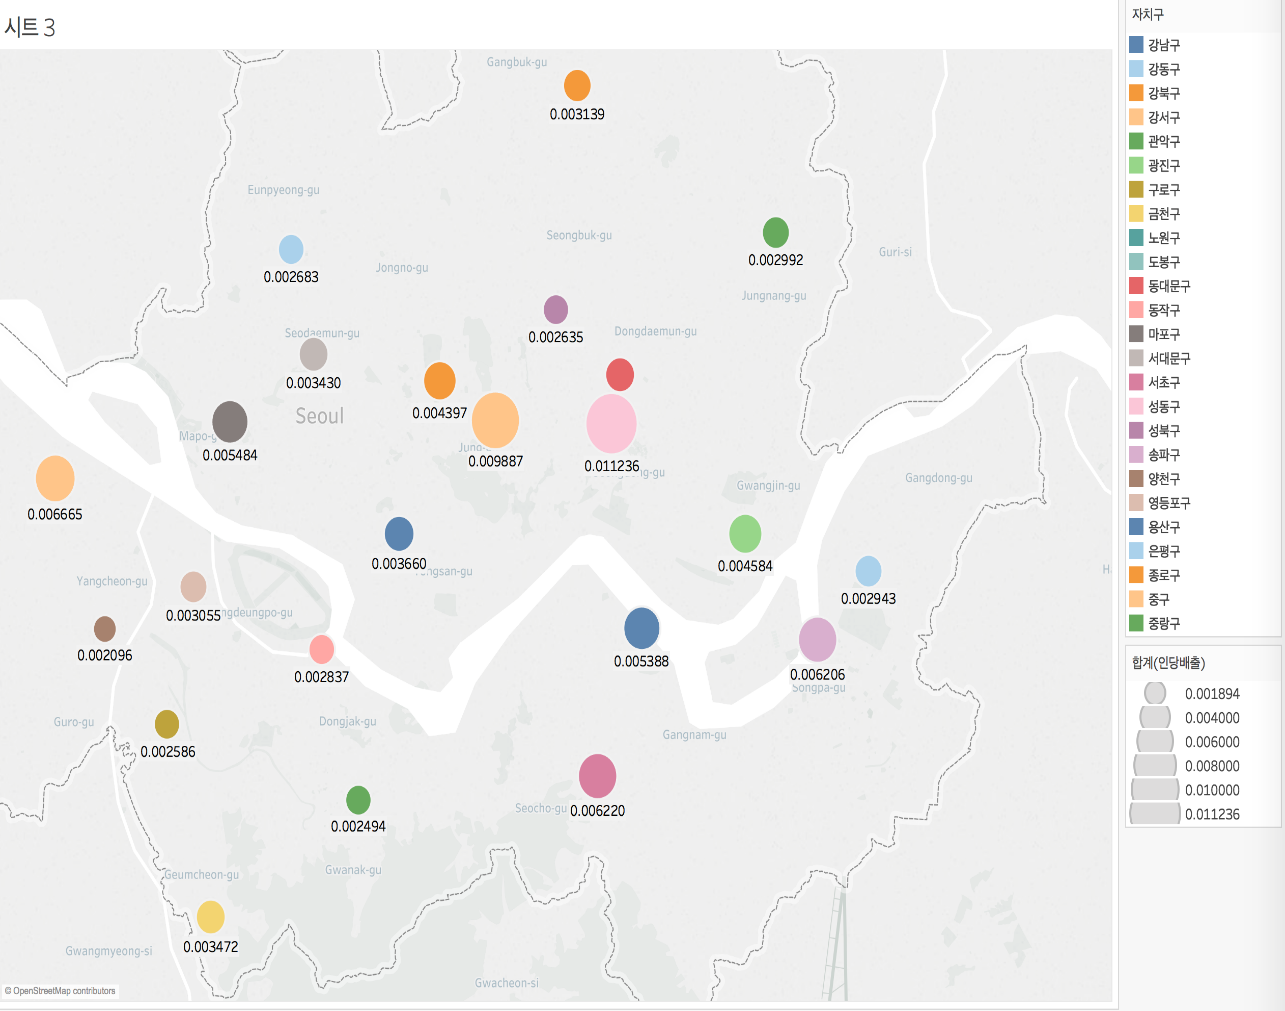 시트 3
Gangbuk-gu
0.003139
Eunpyeong-gu
0.002683
Jongno-gu
Seongbuk-gu
0.002992
Guri-si
Jungnang-gu
0.002635
Dongdaemun-gu
Seodaemun-gu
0.003430
Seoul
0.004397
Mapo-g
0.005484
Jung-
0.009887
0.011236
g-gu
0.006665
Gwangjin-gu
Gangdong-gu
0.003660
ngsan-gu
0.004584
0.002943
Yangcheon-gu
0.003055
ngdeungpo-gu
0.002096
0.002837
0.005388
0.006206
Songpa-gu
Guro-gu
0.002586
Dongjak-gu
Gangnam-gu
0.002494
Seocho-gu
0.006220
Geumcheon-gu
Gwanak-gu
0.003472
Gwangmyeong-si
Gwacheon-si
H
© OpenStreetMap contributors
자치구
강남구
강동구
강북구
강서구
관악구
광진구
구로구
금천구
노원구
도봉구
동대문구
동작구
마포구
서대문구
서초구
성동구
성북구
송파구
양천구
영등포구
용산구
은평구
종로구
중구
중랑구
합계(인당배출)
0.001894
0.004000
0.006000
0.008000
0.010000
0.011236